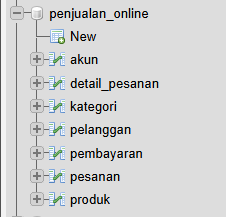 penjualan_online
New
akun
detail_pesanan
kategori
pelanggan
pembayaran
pesanan
produk